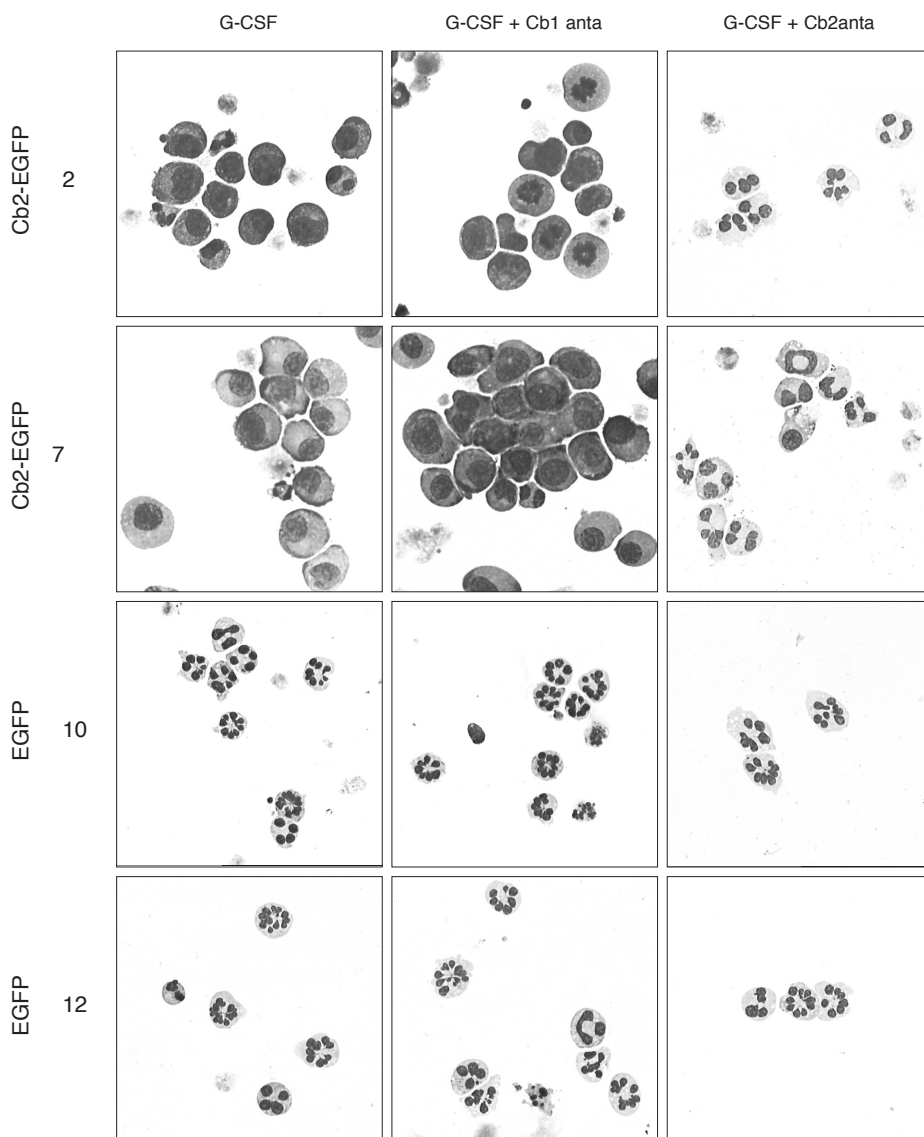 G-CSF
G-CSF + Cb1 anta
G-CSF + Cb2anta
Cb2-EGFP
2
Cb2-EGFP
7
EGFP
10
EGFP
12